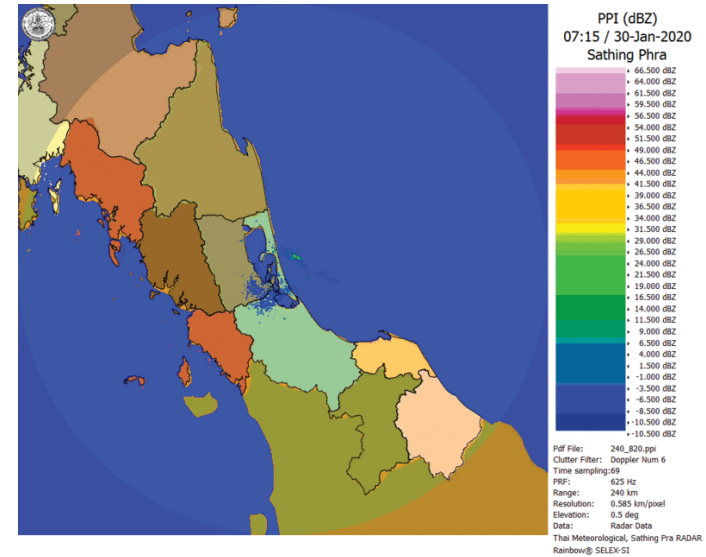 PPI (dBZ)
07:15 / 30-Jan-2020
Sathing Phra
66.500 dBZ
64.000 dBZ
61.500 dBZ
59.500 dBZ
56.500 dBZ
54.000 dBZ
51.500 dBZ
49.000 dBZ
46.500 dBZ
44.000 dBZ
41.500 dBZ
39.000 dBZ
36.500 dBZ
34.000 dBZ
31.500 dBZ
29.000 dBZ
26.500 dBZ
24.000 dBZ
21.500 dBZ
19.000 dBZ
16.500 dBZ
14.000 dBZ
11.500 dBZ
9.000 dBZ
6.500 dBZ
4.000 dBZ
1.500 dBZ
-1.000 dBZ
-3.500 dBZ
-6.500 dBZ
-8.500 dBZ
-10.500 dBZ
-10.500 dBZ
Pdf File: 240_820.ppi
Clutter Filter: Doppler Num 6
Time sampling:69
PRF: 625 Hz
Range: 240 km
Resolution: 0.585 km/pixel
Elevation: 0.5 deg
Data: Radar Data
Thai Meteorological, Sathing Pra RADAR
Rainbow® SELEX-SI